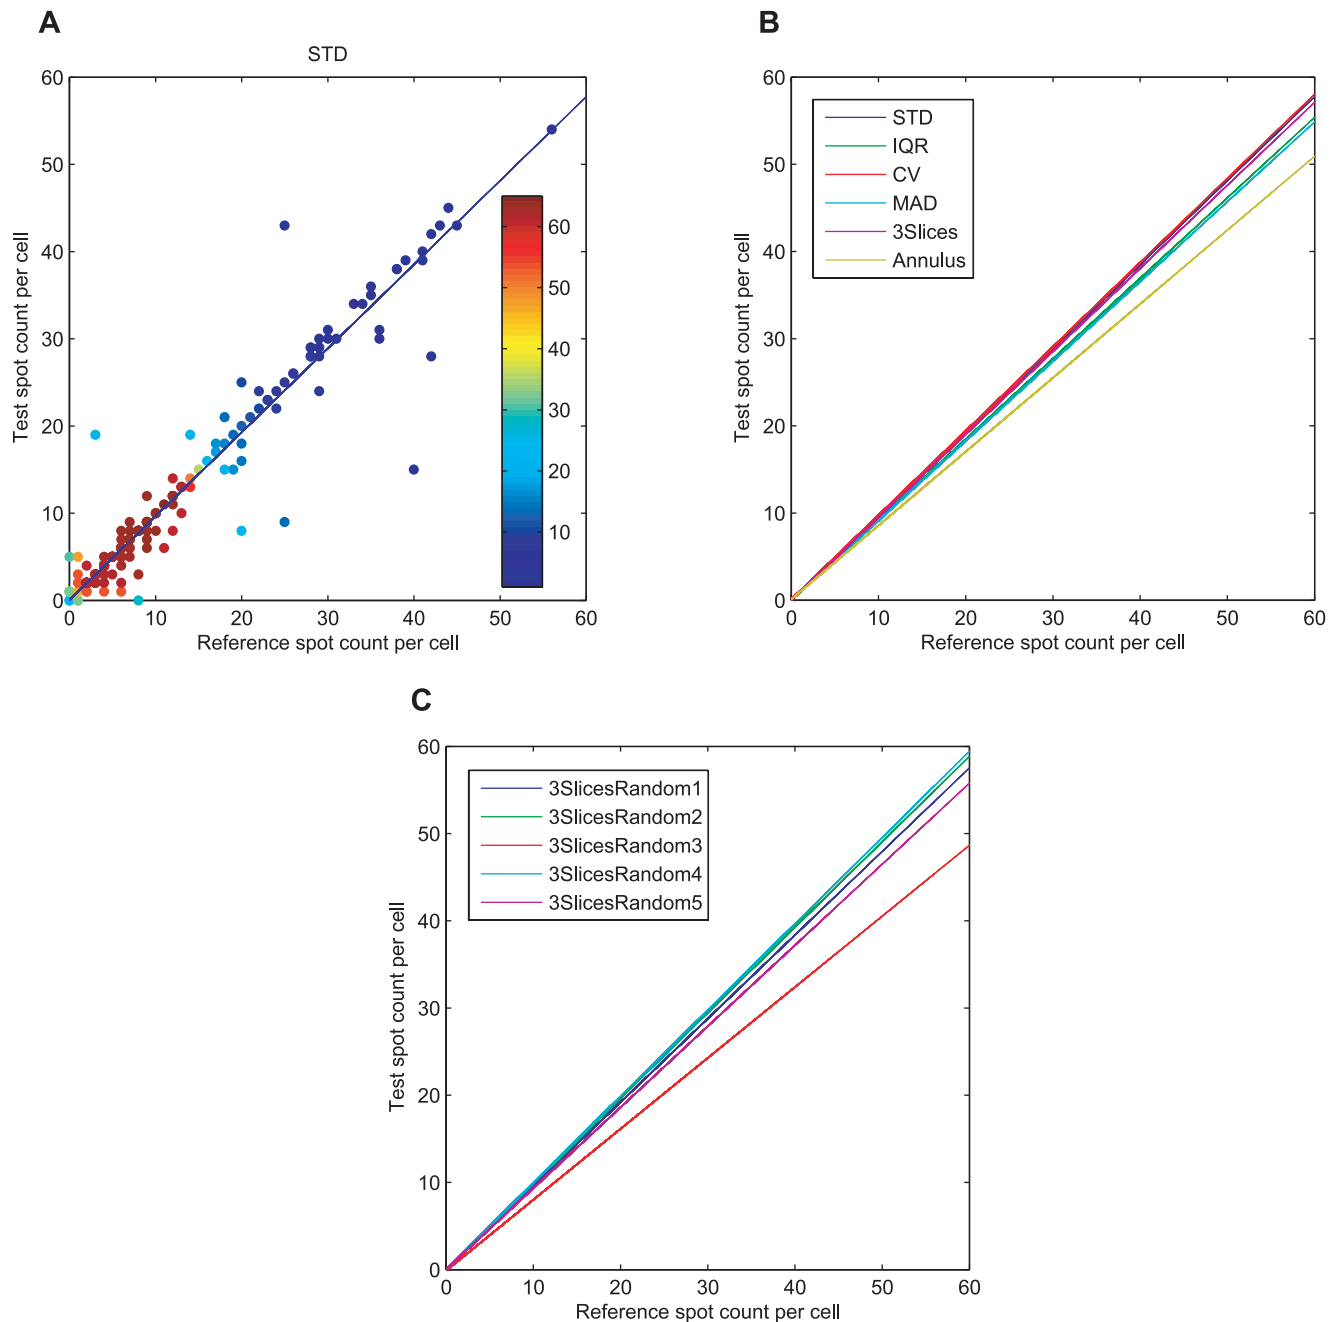 A
STD
60
50
40
30
20
10
0
0 10 20 30 40 50 60
Test spot count per cell
Reference spot count per cell
60
50
40
30
20
10
B
60
50
40
30
20
10
0
0 10 20 30 40 50 60
Test spot count per cell
Reference spot count per cell
STD
IQR
CV
MAD
3Slices
Annulus
C
60
50
40
30
20
10
0
0 10 20 30 40 50 60
Test spot count per cell
Reference spot count per cell
3SlicesRandom1
3SlicesRandom2
3SlicesRandom3
3SlicesRandom4
3SlicesRandom5